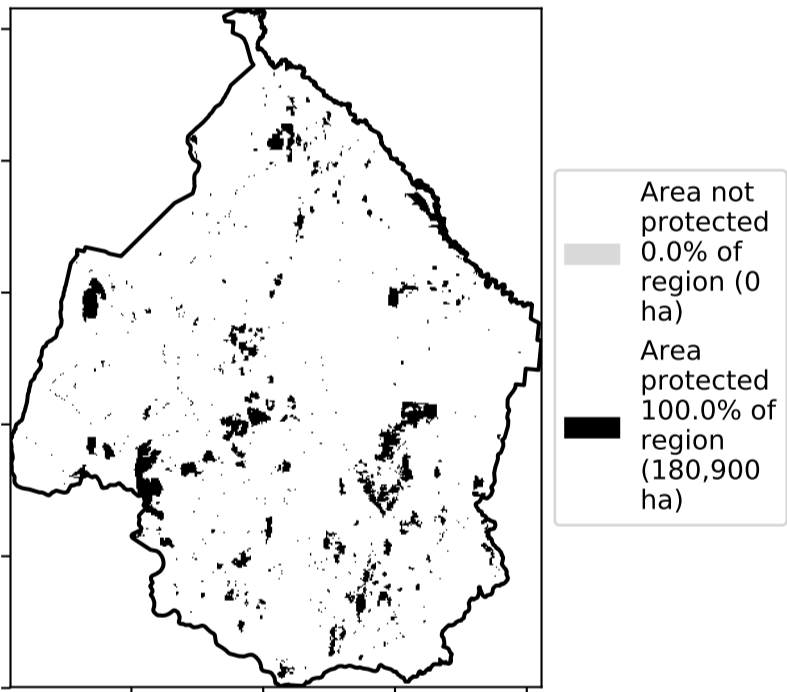 Area not
protected
0.0% of
region (0
ha)
Area
protected
100.0% of
region
(180,900
ha)